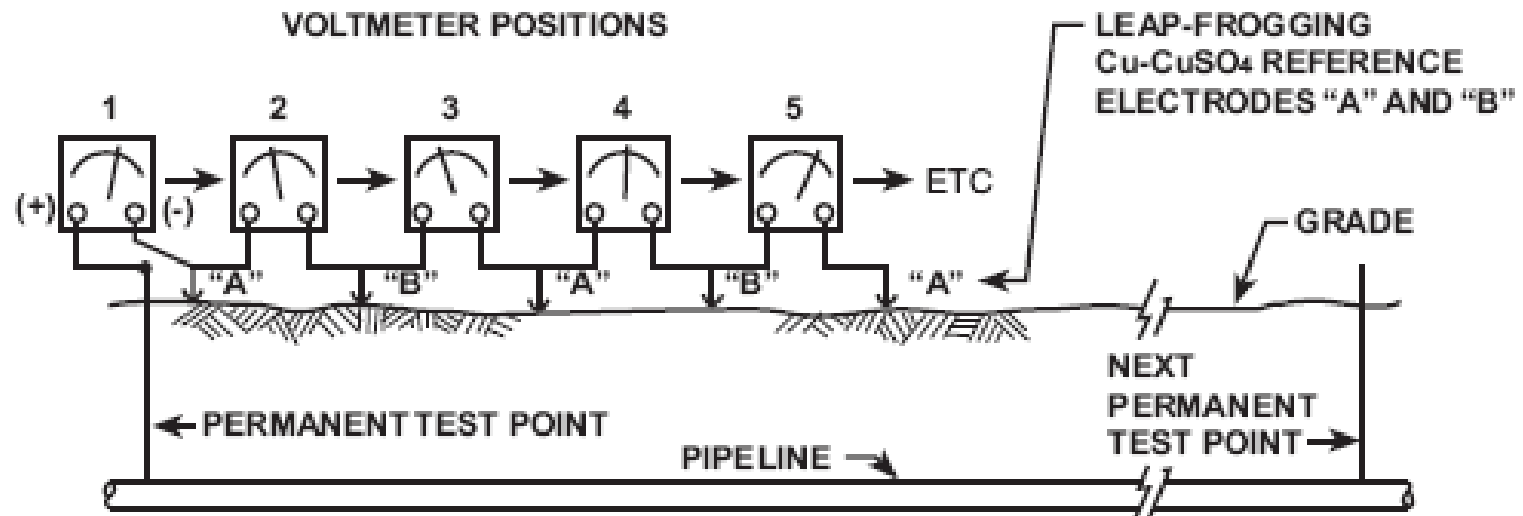 VOLTMETER POSITIONS
LEAP-FROGGING
Cu-CuSO4 REFERENCE
ELECTRODES “A” AND “B”
1 2 3 4 5
ETC
(+) (-)
GRADE
“A” “B” “A” “B” “A”
NEXT
PERMANENT
TEST POINT
PERMANENT TEST POINT
PIPELINE